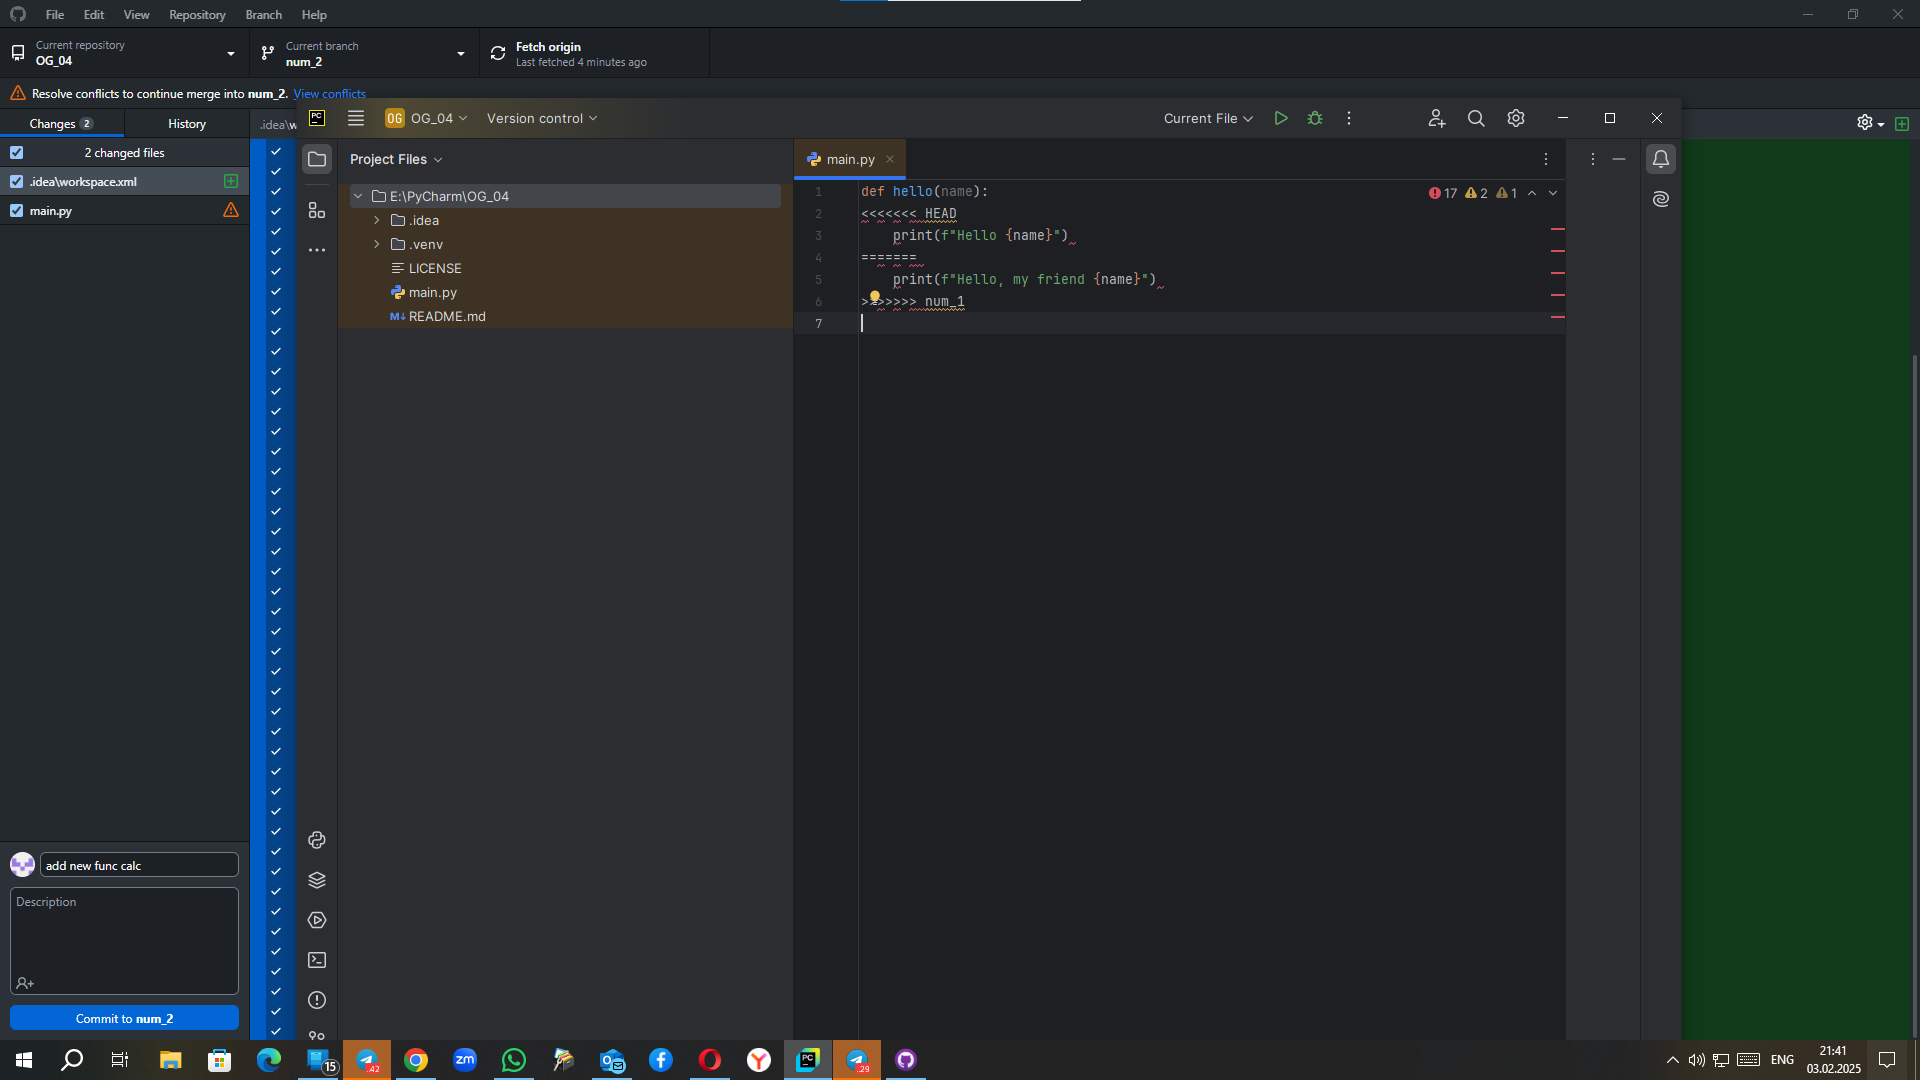 File Edit View Repository Branch Help
Current repository
OG_04
Current branch
num_2
Fetch origin
Last fetched 4 minutes ago
Resolve conflicts to continue merge into num_2. View conflicts
Changes 2
History
2 changed files
.idea\workspace.xml
main.py
add new func calc
Description
Commit to num_2
.idea\w
PC
OG OG_04
Version control
Current File
Project Files
E:\PyCharm\OG_04
.idea
.venv
LICENSE
main.py
M↓ README.md
main.py
17 2 1
1 def hello(name):
2 <<<<<<< HEAD
3 print(f"Hello {name}")
4 =======
5 print(f"Hello, my friend {name}")
6 >>>>>>> num_1
7
15
..42
zm
PC
..29
ENG
21:41
03.02.2025